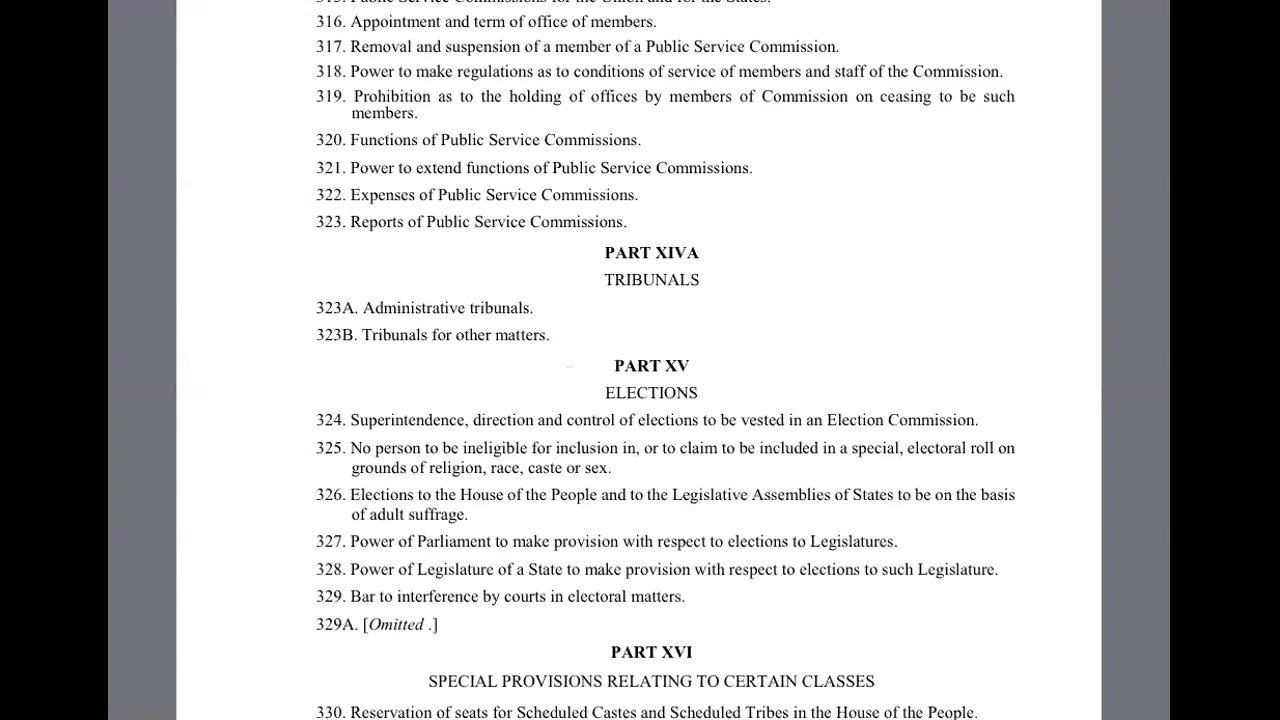 315. Public Service Commissions for the Union and for the States.
316. Appointment and term of office of members.
317. Removal and suspension of a member of a Public Service Commission.
318. Power to make regulations as to conditions of service of members and staff of the Commission.
319. Prohibition as to the holding of offices by members of Commission on ceasing to be such
members.
320. Functions of Public Service Commissions.
321. Power to extend functions of Public Service Commissions.
322. Expenses of Public Service Commissions.
323. Reports of Public Service Commissions.
PART XIVA
TRIBUNALS
323A. Administrative tribunals.
323B. Tribunals for other matters.
PART XV
ELECTIONS
324. Superintendence, direction and control of elections to be vested in an Election Commission.
325. No person to be ineligible for inclusion in, or to claim to be included in a special, electoral roll on
grounds of religion, race, caste or sex.
326. Elections to the House of the People and to the Legislative Assemblies of States to be on the basis
of adult suffrage.
327. Power of Parliament to make provision with respect to elections to Legislatures.
328. Power of Legislature of a State to make provision with respect to elections to such Legislature.
329. Bar to interference by courts in electoral matters.
329A. [Omitted .]
PART XVI
SPECIAL PROVISIONS RELATING TO CERTAIN CLASSES
330. Reservation of seats for Scheduled Castes and Scheduled Tribes in the House of the People.